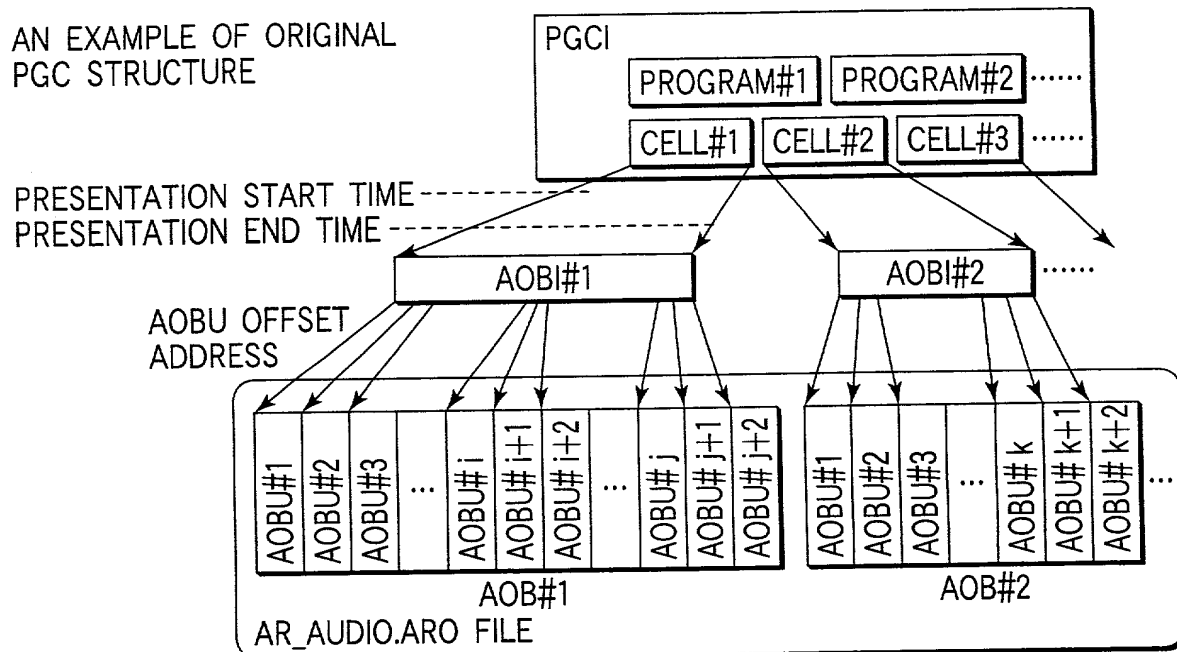 AN EXAMPLE OF ORIGINAL
PGC STRUCTURE
PGCI
PROGRAM#1 PROGRAM#2 ······
CELL#1 CELL#2 CELL#3 ······
PRESENTATION START TIME
PRESENTATION END TIME
AOBI#1 AOBI#2 ······
AOBU OFFSET
ADDRESS
AOBU#1 AOBU#2 AOBU#3 ··· AOBU# i AOBU# i+1 AOBU# i+2 ··· AOBU# j AOBU# j+1 AOBU# j+2 AOBU#1 AOBU#2 AOBU#3 ··· AOBU# k AOBU# k+1 AOBU# k+2 ···
AOB#1 AOB#2
AR_AUDIO.ARO FILE